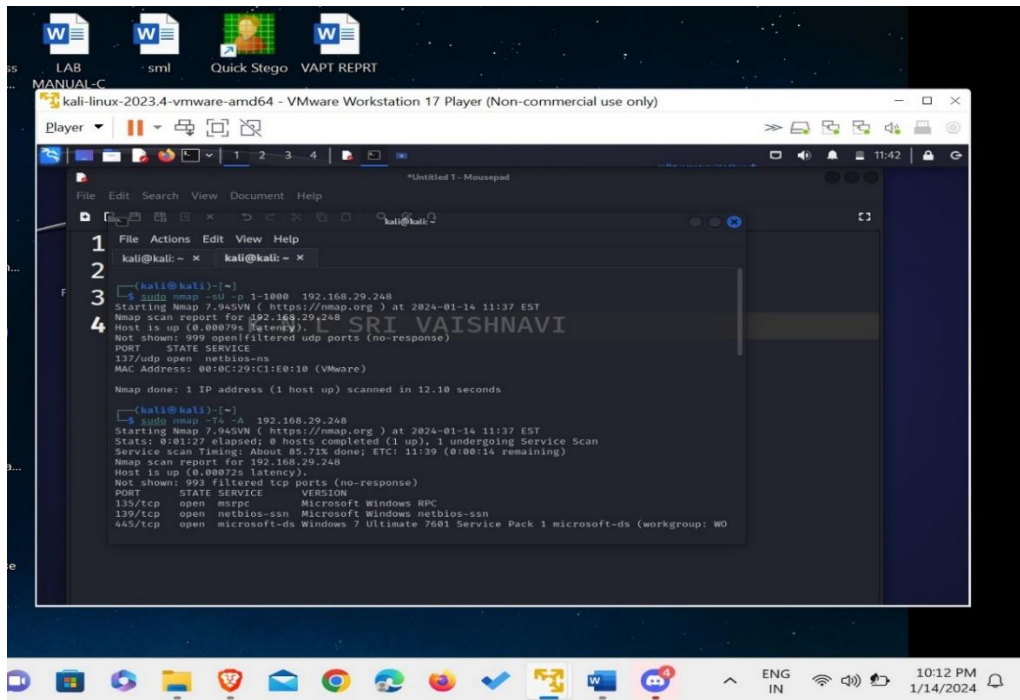 LAB
MANUAL-C
sml
Quick Stego
VAPT REPRT
ss
kali-linux-2023.4-vmware-amd64 - VMware Workstation 17 Player (Non-commercial use only)
Player
1 2 3 4
11:42
*Untitled 1 - Mousepad
File Edit Search View Document Help
kali@kali: ~
1
2
3
4
File Actions Edit View Help
kali@kali: ~ × kali@kali: ~ ×
(kali㉿kali)-[~]
$ sudo nmap -sU -p 1-1000 192.168.29.248
Starting Nmap 7.94SVN ( https://nmap.org ) at 2024-01-14 11:37 EST
Nmap scan report for 192.168.29.248
Host is up (0.00079s latency).
L SRI VAISHNAVI
Not shown: 999 open|filtered udp ports (no-response)
PORT STATE SERVICE
137/udp open netbios-ns
MAC Address: 00:0C:29:C1:E0:10 (VMware)
Nmap done: 1 IP address (1 host up) scanned in 12.10 seconds
(kali㉿kali)-[~]
$ sudo nmap -T4 -A 192.168.29.248
Starting Nmap 7.94SVN ( https://nmap.org ) at 2024-01-14 11:37 EST
Stats: 0:01:27 elapsed; 0 hosts completed (1 up), 1 undergoing Service Scan
Service scan Timing: About 85.71% done; ETC: 11:39 (0:00:14 remaining)
Nmap scan report for 192.168.29.248
Host is up (0.00072s latency).
Not shown: 993 filtered tcp ports (no-response)
PORT STATE SERVICE VERSION
135/tcp open msrpc Microsoft Windows RPC
139/tcp open netbios-ssn Microsoft Windows netbios-ssn
445/tcp open microsoft-ds Windows 7 Ultimate 7601 Service Pack 1 microsoft-ds (workgroup: WO
4
ENG
IN
10:12 PM
1/14/2024